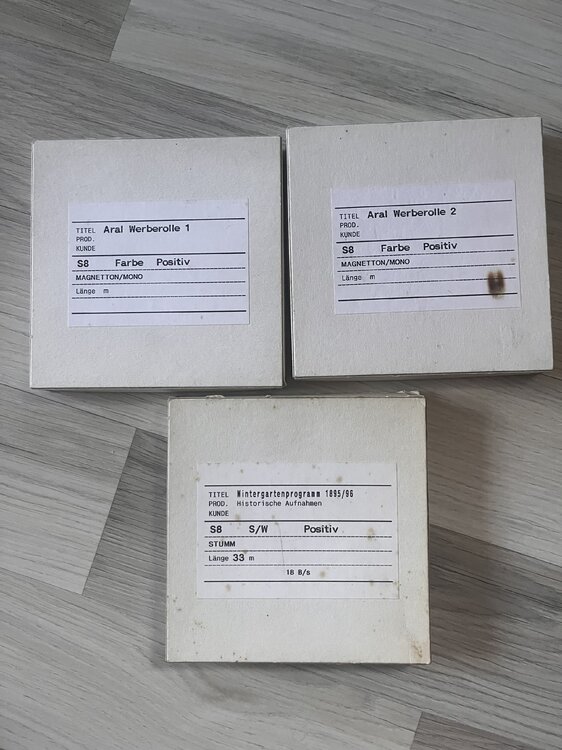 TITEL Aral Werberolle 1
PROD.
KUNDE
S8 Farbe Positiv
MAGNETTON/MONO
Länge m
TITEL Aral Werberolle 2
PROD.
KUNDE
S8 Farbe Positiv
MAGNETTON/MONO
Länge m
TITEL Wintergartenprogramm 1895/96
PROD. Historische Aufnahmen
KUNDE
S8 S/W Positiv
STUMM
Länge 33 m
18 B/s